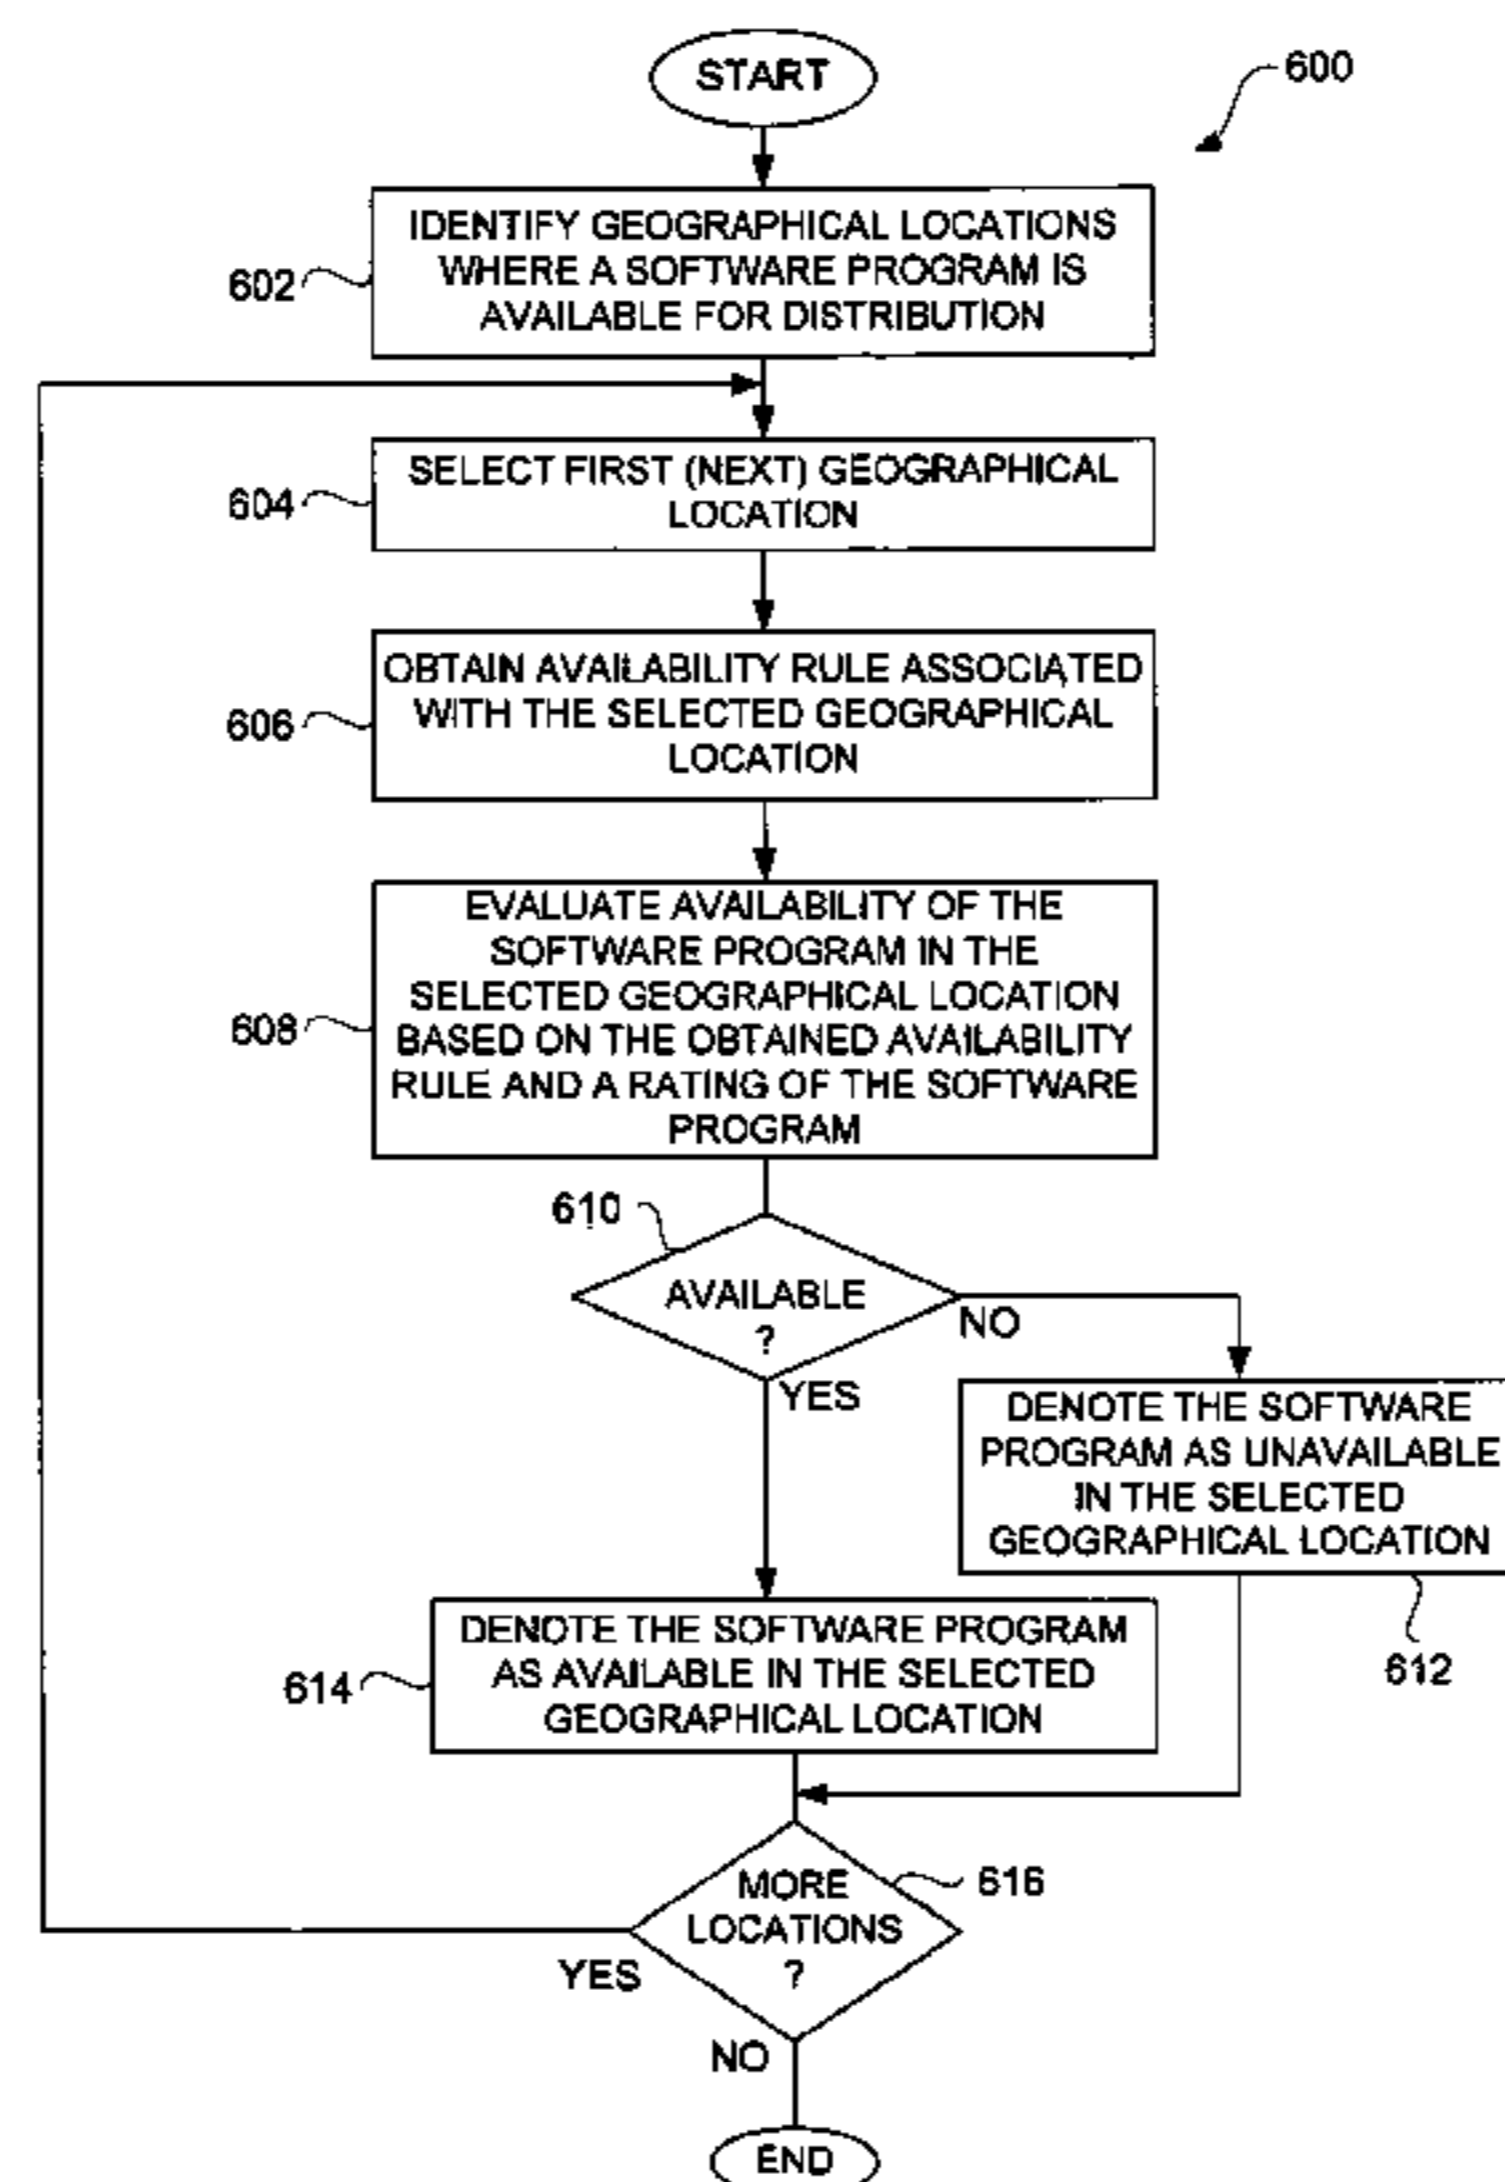 START
600
IDENTIFY GEOGRAPHICAL LOCATIONS
WHERE A SOFTWARE PROGRAM IS
AVAILABLE FOR DISTRIBUTION
602
SELECT FIRST (NEXT) GEOGRAPHICAL
LOCATION
604
OBTAIN AVAILABILITY RULE ASSOCIATED
WITH THE SELECTED GEOGRAPHICAL
LOCATION
606
EVALUATE AVAILABILITY OF THE
SOFTWARE PROGRAM IN THE
SELECTED GEOGRAPHICAL LOCATION
BASED ON THE OBTAINED AVAILABILITY
RULE AND A RATING OF THE SOFTWARE
PROGRAM
608
610
AVAILABLE
?
NO
YES
DENOTE THE SOFTWARE
PROGRAM AS UNAVAILABLE
IN THE SELECTED
GEOGRAPHICAL LOCATION
612
DENOTE THE SOFTWARE PROGRAM
AS AVAILABLE IN THE SELECTED
GEOGRAPHICAL LOCATION
614
MORE
LOCATIONS
?
616
YES
NO
END